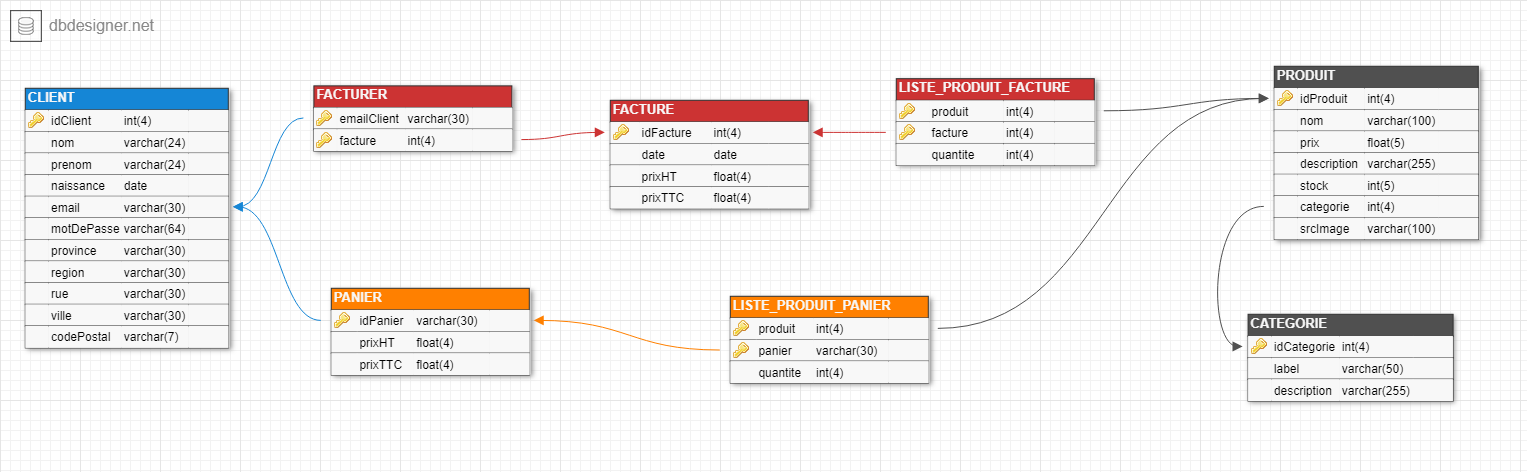 dbdesigner.net
CLIENT
idClient int(4)
nom varchar(24)
prenom varchar(24)
naissance date
email varchar(30)
motDePasse varchar(64)
province varchar(30)
region varchar(30)
rue varchar(30)
ville varchar(30)
codePostal varchar(7)
FACTURER
emailClient varchar(30)
facture int(4)
FACTURE
idFacture int(4)
date date
prixHT float(4)
prixTTC float(4)
LISTE_PRODUIT_FACTURE
produit int(4)
facture int(4)
quantite int(4)
PRODUIT
idProduit int(4)
nom varchar(100)
prix float(5)
description varchar(255)
stock int(5)
categorie int(4)
srcImage varchar(100)
PANIER
idPanier varchar(30)
prixHT float(4)
prixTTC float(4)
LISTE_PRODUIT_PANIER
produit int(4)
panier varchar(30)
quantite int(4)
CATEGORIE
idCategorie int(4)
label varchar(50)
description varchar(255)